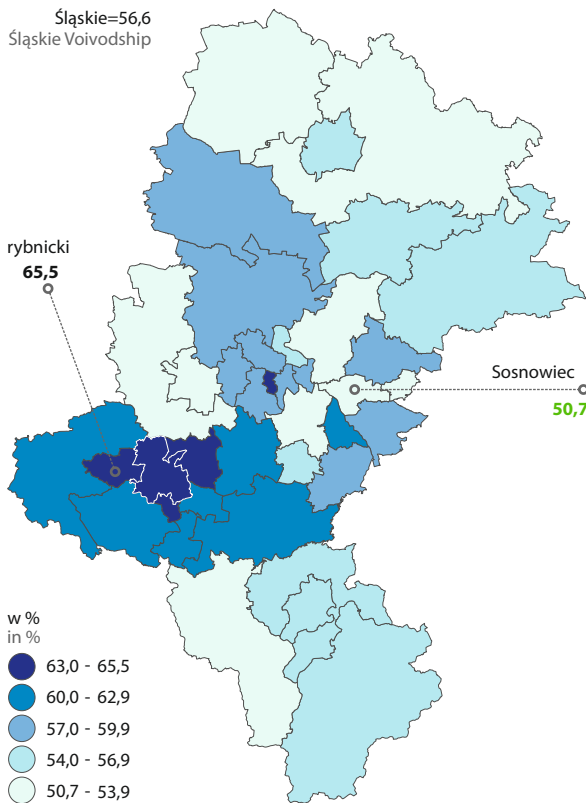 Śląskie=56,6
Śląskie Voivodship
rybnicki
65,5
Sosnowiec
50,7
w %
in %
63,0 - 65,5
60,0 - 62,9
57,0 - 59,9
54,0 - 56,9
50,7 - 53,9